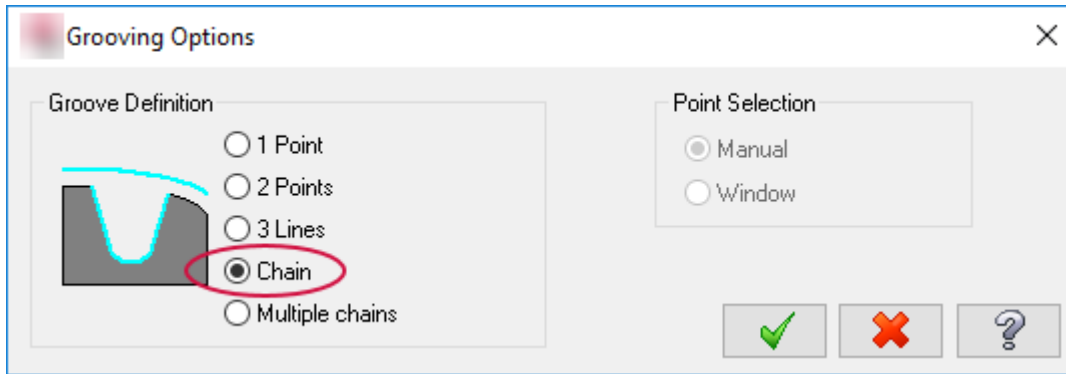 Grooving Options
Groove Definition
1 Point
2 Points
3 Lines
Chain
Multiple chains
Point Selection
Manual
Window